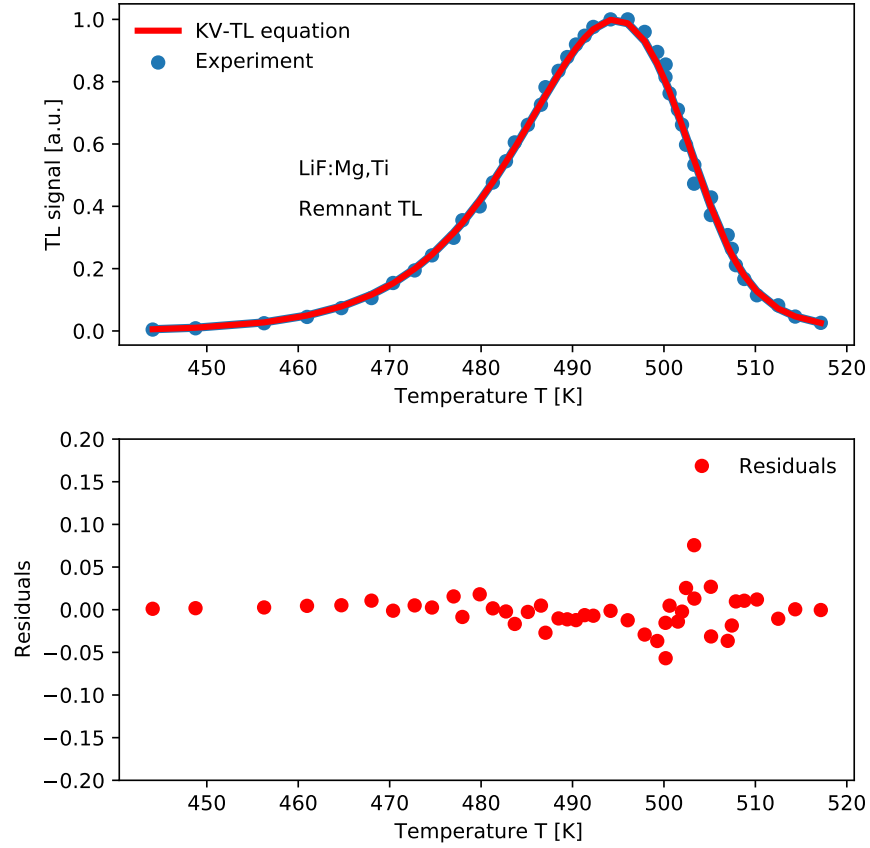 KV-TL equation
Experiment
LiF:Mg,Ti
Remnant TL
TL signal [a.u.]
1.0
0.8
0.6
0.4
0.2
0.0
450 460 470 480 490 500 510 520
Temperature T [K]
Residuals
Residuals
0.20
0.15
0.10
0.05
0.00
−0.05
−0.10
−0.15
−0.20
450 460 470 480 490 500 510 520
Temperature T [K]